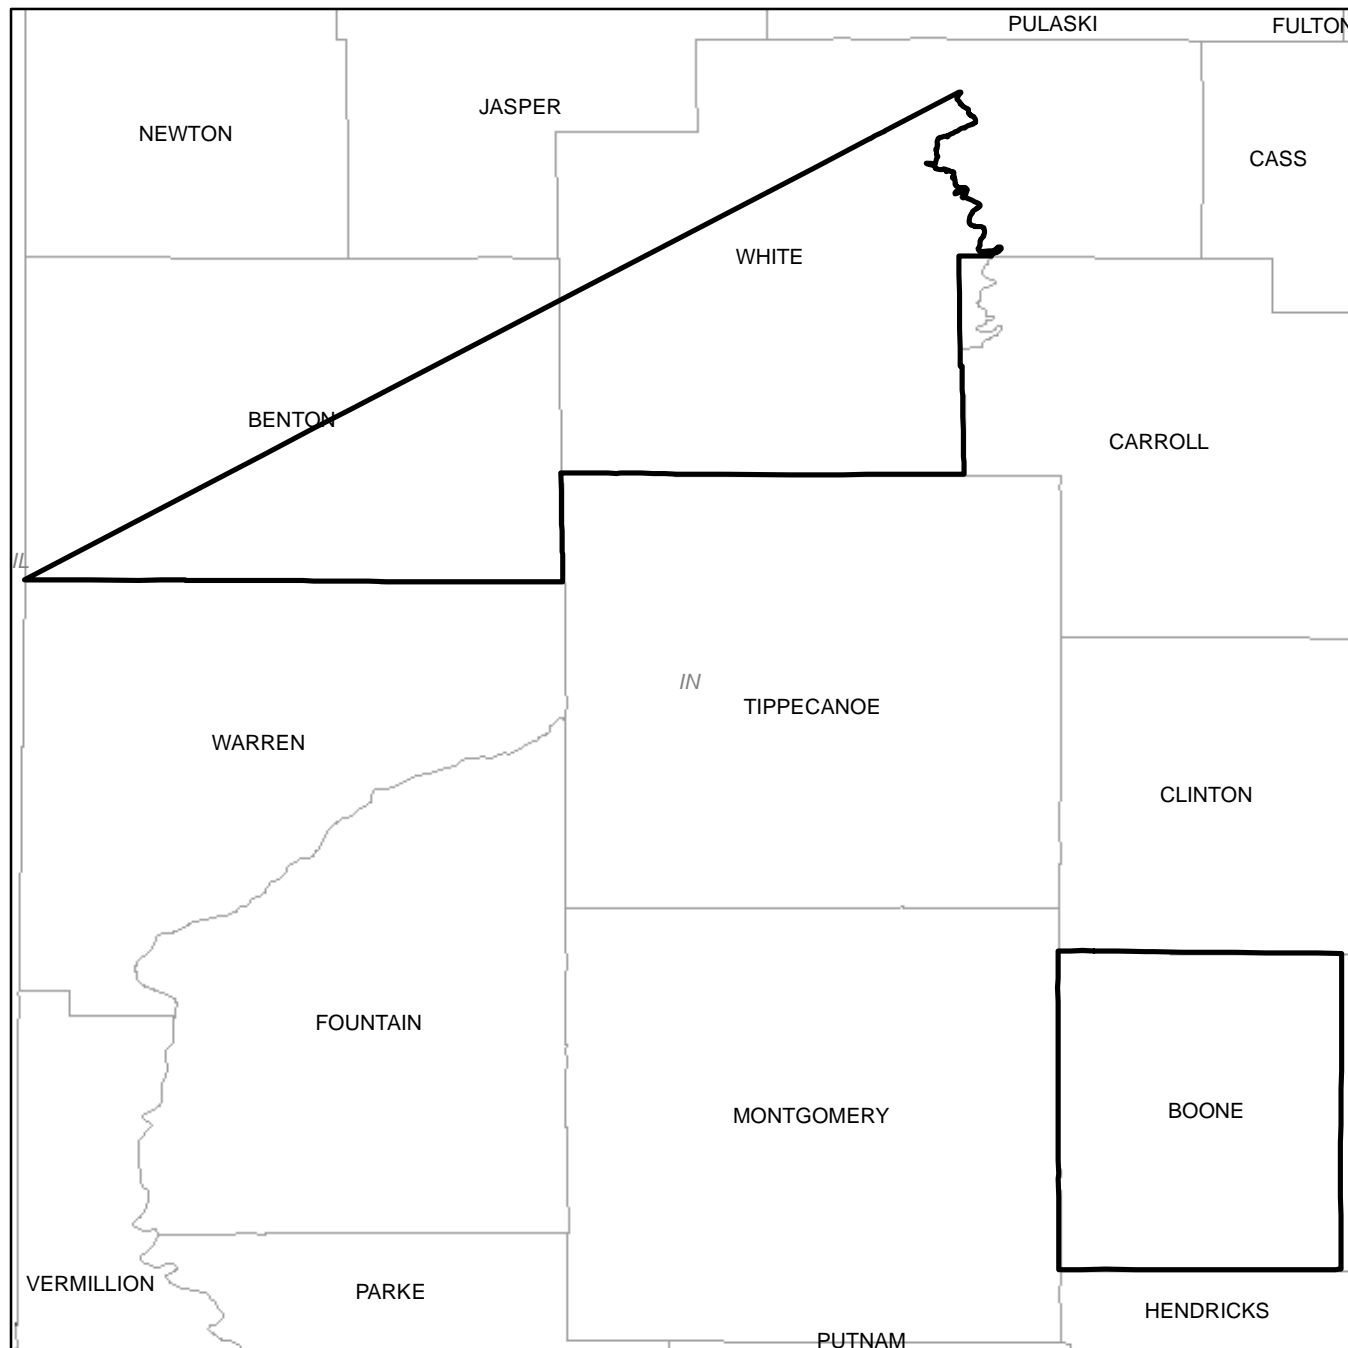 PULASKI
FULTON
JASPER
NEWTON
CASS
WHITE
BENTON
CARROLL
IL
IN
TIPPECANOE
WARREN
CLINTON
FOUNTAIN
MONTGOMERY
BOONE
VERMILLION
PARKE
HENDRICKS
PUTNAM